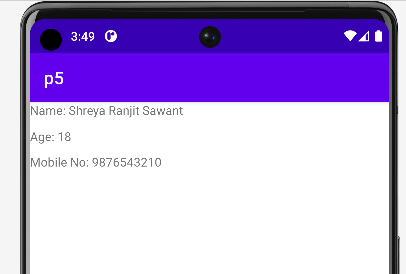 3:49
p5
Name: Shreya Ranjit Sawant
Age: 18
Mobile No: 9876543210